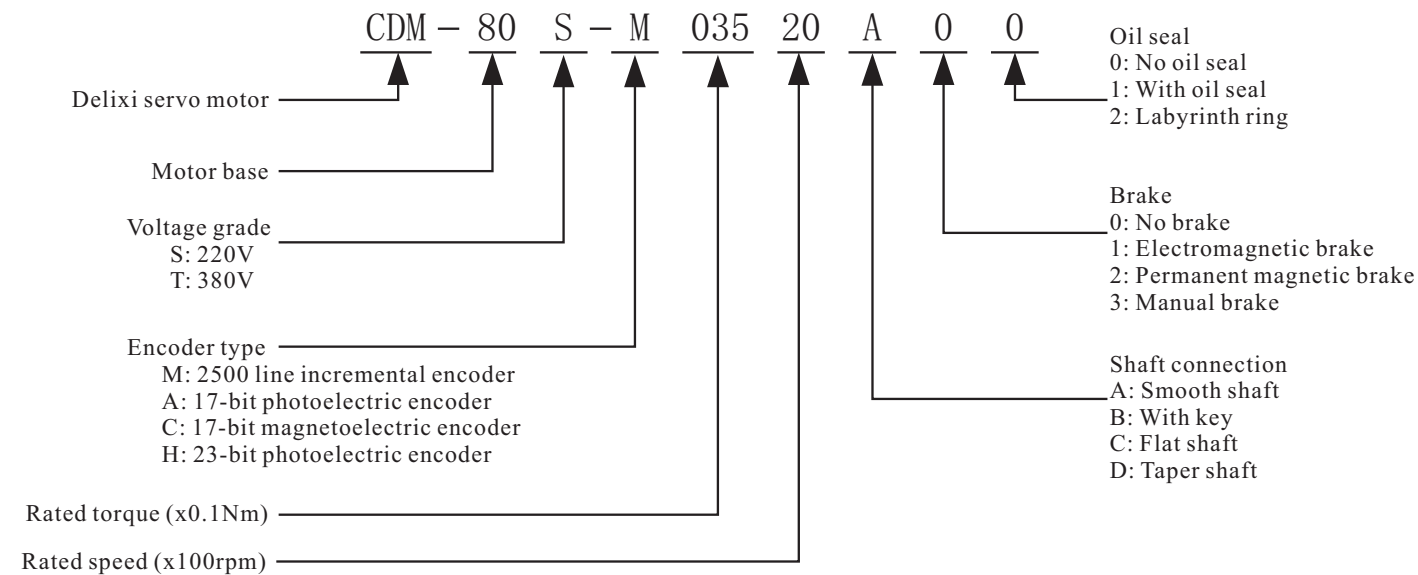 CDM-80 S-M 035 20 A 0 0
Delixi servo motor
Motor base
Voltage grade
S: 220V
T: 380V
Encoder type
M: 2500 line incremental encoder
A: 17-bit photoelectric encoder
C: 17-bit magnetoelectric encoder
H: 23-bit photoelectric encoder
Rated torque (x0.1Nm)
Rated speed (x100rpm)
Oil seal
0: No oil seal
1: With oil seal
2: Labyrinth ring
Brake
0: No brake
1: Electromagnetic brake
2: Permanent magnetic brake
3: Manual brake
Shaft connection
A: Smooth shaft
B: With key
C: Flat shaft
D: Taper shaft